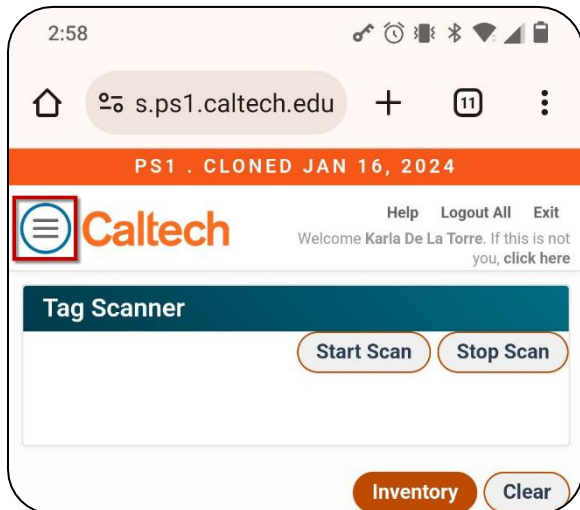 2:58
s.ps1.caltech.edu
11
PS1 . CLONED JAN 16, 2024
Caltech
Help Logout All Exit
Welcome Karla De La Torre. If this is not
you, click here
Tag Scanner
Start Scan Stop Scan
Inventory Clear